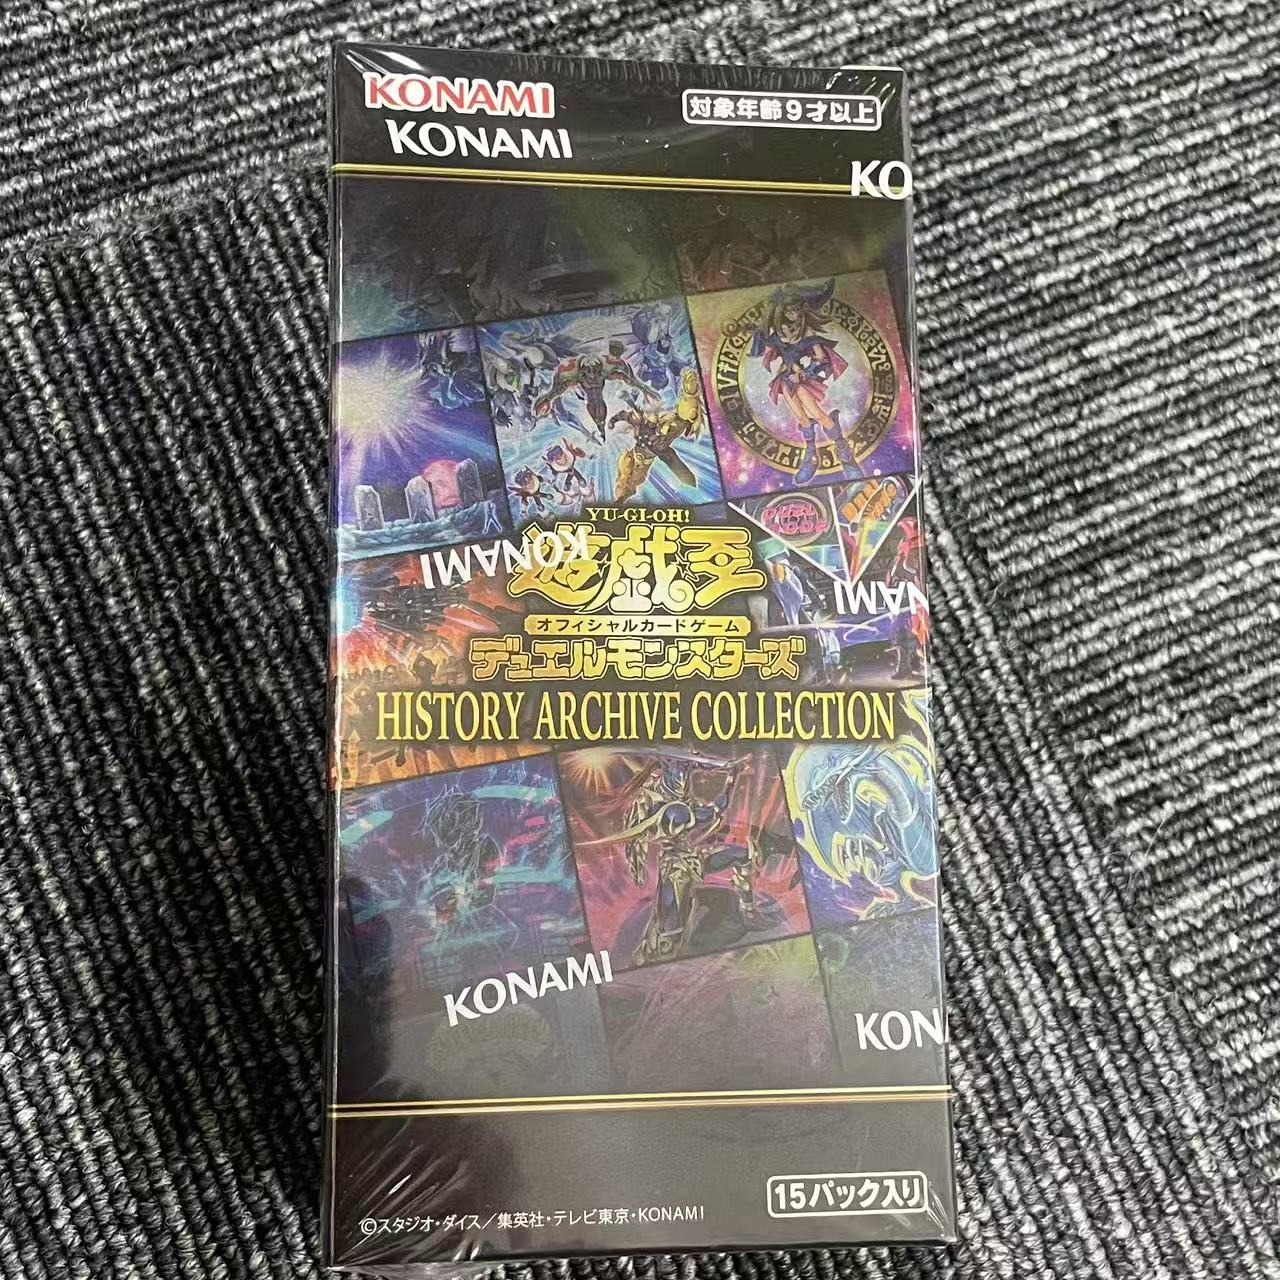 KONAMI
KONAMI
対象年齢9才以上
KO
YU-GI-OH!
遊戯王
KONAMI
NAMI
オフィシャルカードゲーム
デュエルモンスターズ
HISTORY ARCHIVE COLLECTION
KONAMI
KON
15パック入り
©スタジオ・ダイス/集英社・テレビ東京・KONAMI